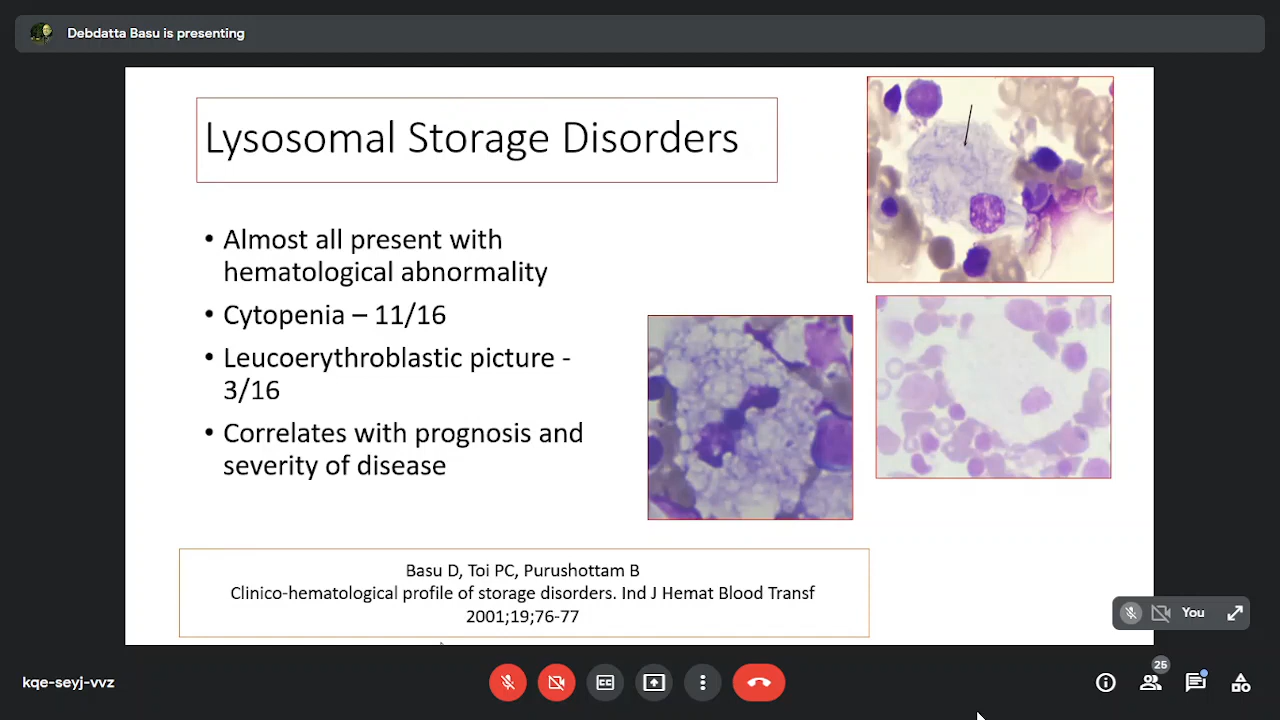 Debdatta Basu is presenting
Lysosomal Storage Disorders
• Almost all present with
hematological abnormality
• Cytopenia – 11/16
• Leucoerythroblastic picture -
3/16
• Correlates with prognosis and
severity of disease
Basu D, Toi PC, Purushottam B
Clinico-hematological profile of storage disorders. Ind J Hemat Blood Transf
2001;19;76-77
You
kqe-seyj-vvz
CC
25